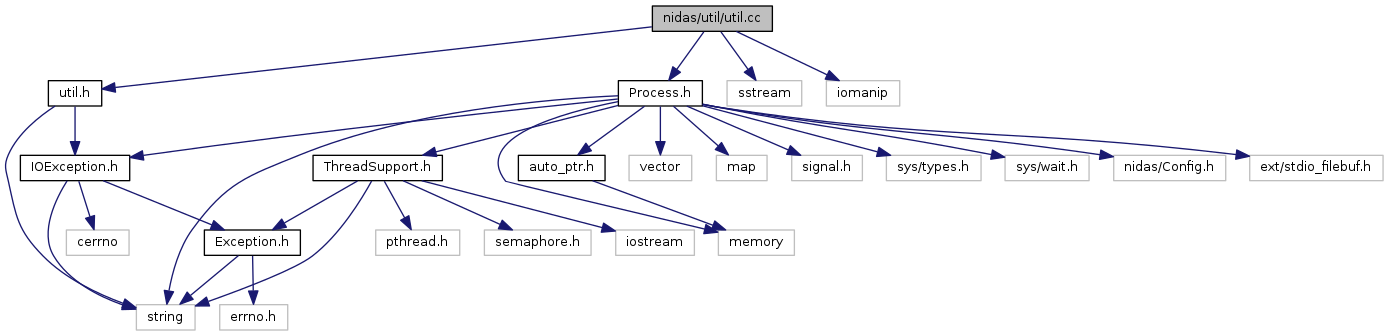 nidas/util/util.cc
util.h
Process.h
sstream
iomanip
IOException.h
ThreadSupport.h
auto_ptr.h
vector
map
signal.h
sys/types.h
sys/wait.h
nidas/Config.h
ext/stdio_filebuf.h
cerrno
Exception.h
pthread.h
semaphore.h
iostream
memory
string
errno.h